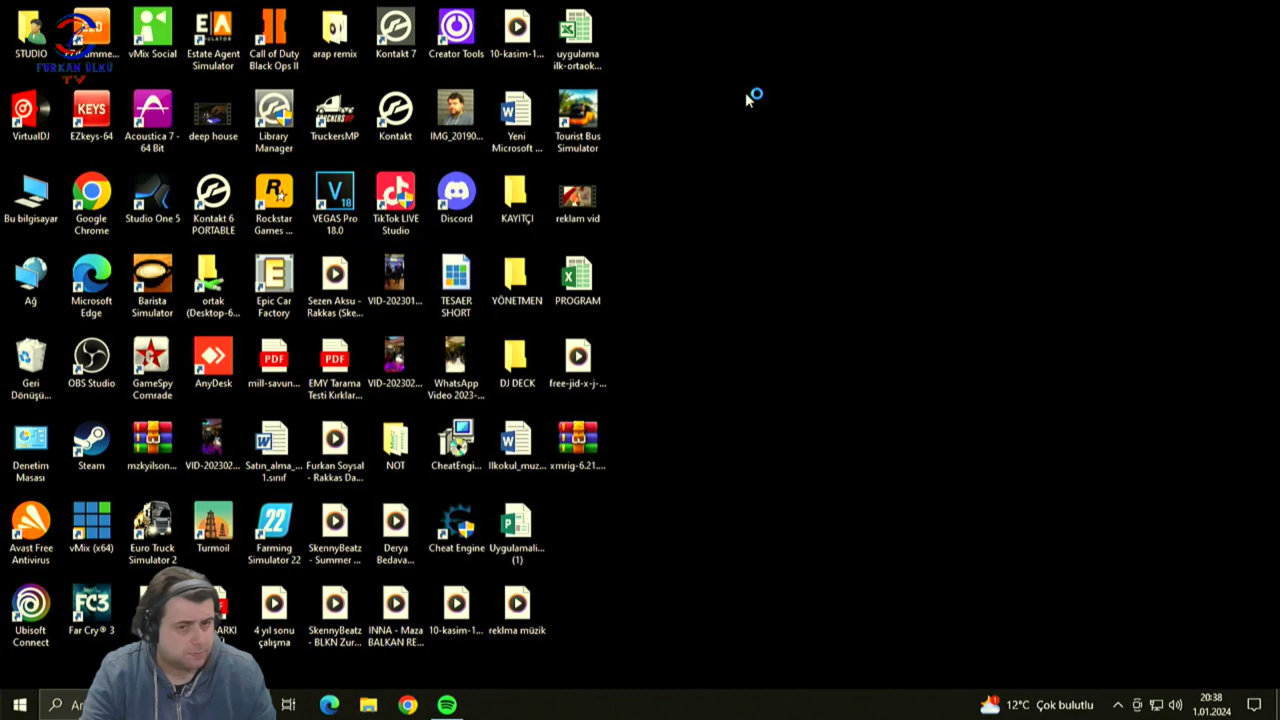 STUDIO
EZdrumme...
vMix Social
Estate Agent
Simulator
Call of Duty
Black Ops II
arap remix
Kontakt 7
Creator Tools
10-kasim-1...
uygulama
ilk-ortaok...
FURKAN ÜLKÜ
TV
VirtualDJ
KEYS
EZkeys-64
Acoustica 7 -
64 Bit
deep house
Library
Manager
TruckersMP
Kontakt
IMG_20190...
Yeni
Microsoft ...
Tourist Bus
Simulator
Bu bilgisayar
Google
Chrome
Studio One 5
Kontakt 6
PORTABLE
Rockstar
Games ...
VEGAS Pro
18.0
TikTok LIVE
Studio
Discord
KAYITÇI
reklam vid
Ağ
Microsoft
Edge
Barista
Simulator
ortak
(Desktop-6...
Epic Car
Factory
Sezen Aksu -
Rakkas (Ske...
VID-202301...
TESAER
SHORT
YÖNETMEN
PROGRAM
Geri
Dönüşü...
OBS Studio
GameSpy
Comrade
AnyDesk
PDF
mill-savun...
PDF
EMY Tarama
Testi Kırklar...
VID-202302...
WhatsApp
Video 2023-...
DJ DECK
free-jid-x-j-...
Denetim
Masası
Steam
mzkyilson...
VID-202302...
Satın_alma_...
1.sınıf
Furkan Soysal
- Rakkas Da...
NOT
CheatEngi...
Ilkokul_muz...
xmrig-6.21....
Avast Free
Antivirus
vMix (x64)
Euro Truck
Simulator 2
Turmoil
22
Farming
Simulator 22
SkennyBeatz
- Summer ...
Derya
Bedava...
Cheat Engine
Uygulamali...
(1)
Ubisoft
Connect
FC3
Far Cry® 3
ARKI
4 yıl sonu
çalışma
SkennyBeatz
- BLKN Zur...
INNA - Maza
BALKAN RE...
10-kasim-1...
reklma müzik
12°C Çok bulutlu
20:38
1.01.2024